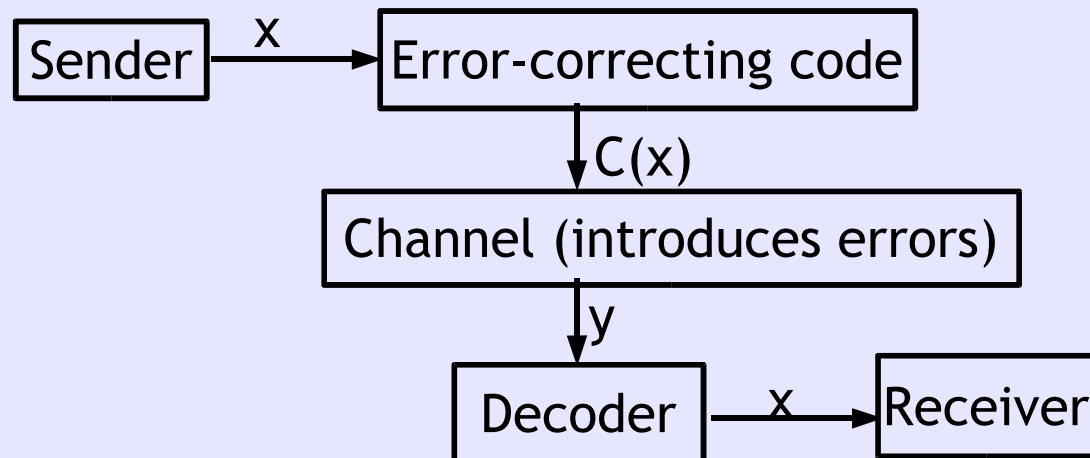 Sender
x
Error-correcting code
C(x)
Channel (introduces errors)
y
Decoder
x
Receiver